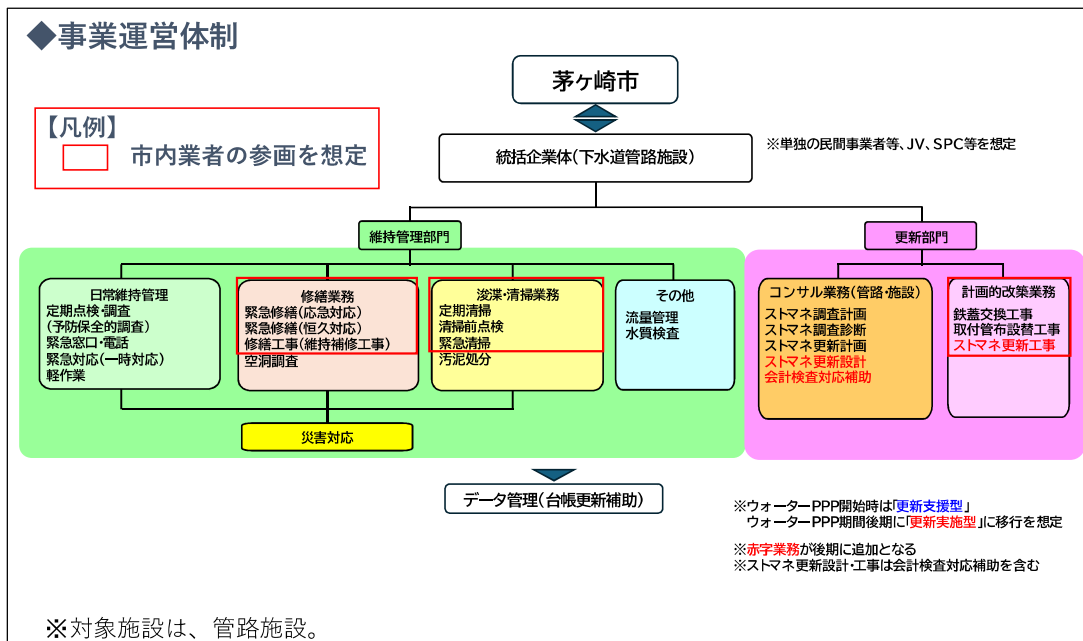 ◆事業運営体制
茅ヶ崎市
【凡例】
市内業者の参画を想定
統括企業体(下水道管路施設)
※単独の民間事業者等、JV、SPC等を想定
維持管理部門
更新部門
日常維持管理
定期点検・調査
(予防保全的調査)
緊急窓口・電話
緊急対応(一時対応)
軽作業
修繕業務
緊急修繕(応急対応)
緊急修繕(恒久対応)
修繕工事(維持補修工事)
空洞調査
浚渫・清掃業務
定期清掃
清掃前点検
緊急清掃
汚泥処分
その他
流量管理
水質検査
コンサル業務(管路・施設)
ストマネ調査計画
ストマネ調査診断
ストマネ更新計画
ストマネ更新設計
会計検査対応補助
計画的改築業務
鉄蓋交換工事
取付管布設替工事
ストマネ更新工事
災害対応
データ管理(台帳更新補助)
※ウォーターPPP開始時は「更新支援型」
ウォーターPPP期間後期に「更新実施型」に移行を想定
※赤字業務が後期に追加となる
※ストマネ更新設計・工事は会計検査対応補助を含む
※対象施設は、管路施設。